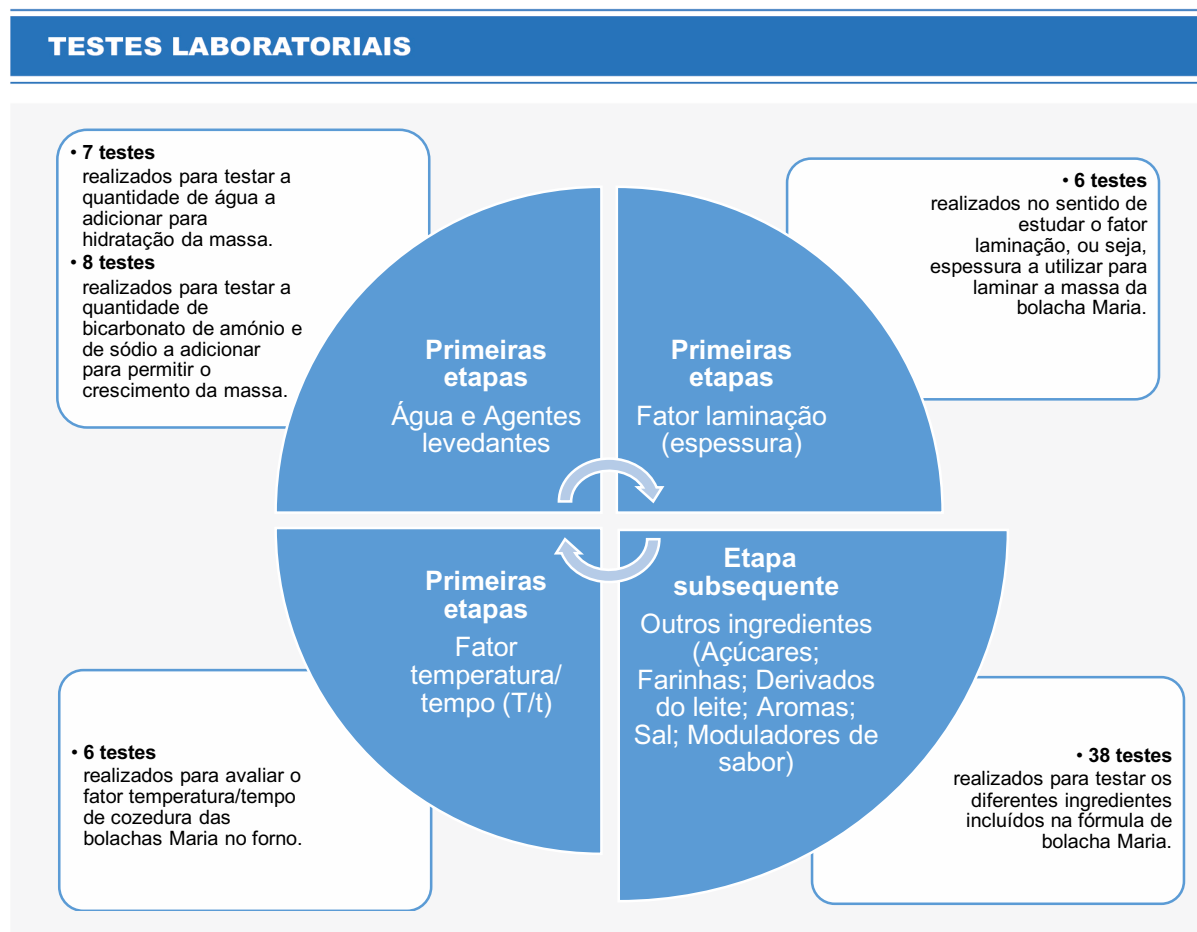 TESTES LABORATORIAIS
• 7 testes
realizados para testar a
quantidade de água a
adicionar para
hidratação da massa.
• 8 testes
realizados para testar a
quantidade de
bicarbonato de amónio e
de sódio a adicionar
para permitir o
crescimento da massa.
Primeiras
etapas
Água e Agentes
levedantes
Primeiras
etapas
Fator laminação
(espessura)
• 6 testes
realizados no sentido de
estudar o fator
laminação, ou seja,
espessura a utilizar para
laminar a massa da
bolacha Maria.
Primeiras
etapas
Fator
temperatura/
tempo (T/t)
• 6 testes
realizados para avaliar o
fator temperatura/tempo
de cozedura das
bolachas Maria no forno.
Etapa
subsequente
Outros ingredientes
(Açúcares;
Farinhas; Derivados
do leite; Aromas;
Sal; Moduladores de
sabor)
• 38 testes
realizados para testar os
diferentes ingredientes
incluídos na fórmula de
bolacha Maria.